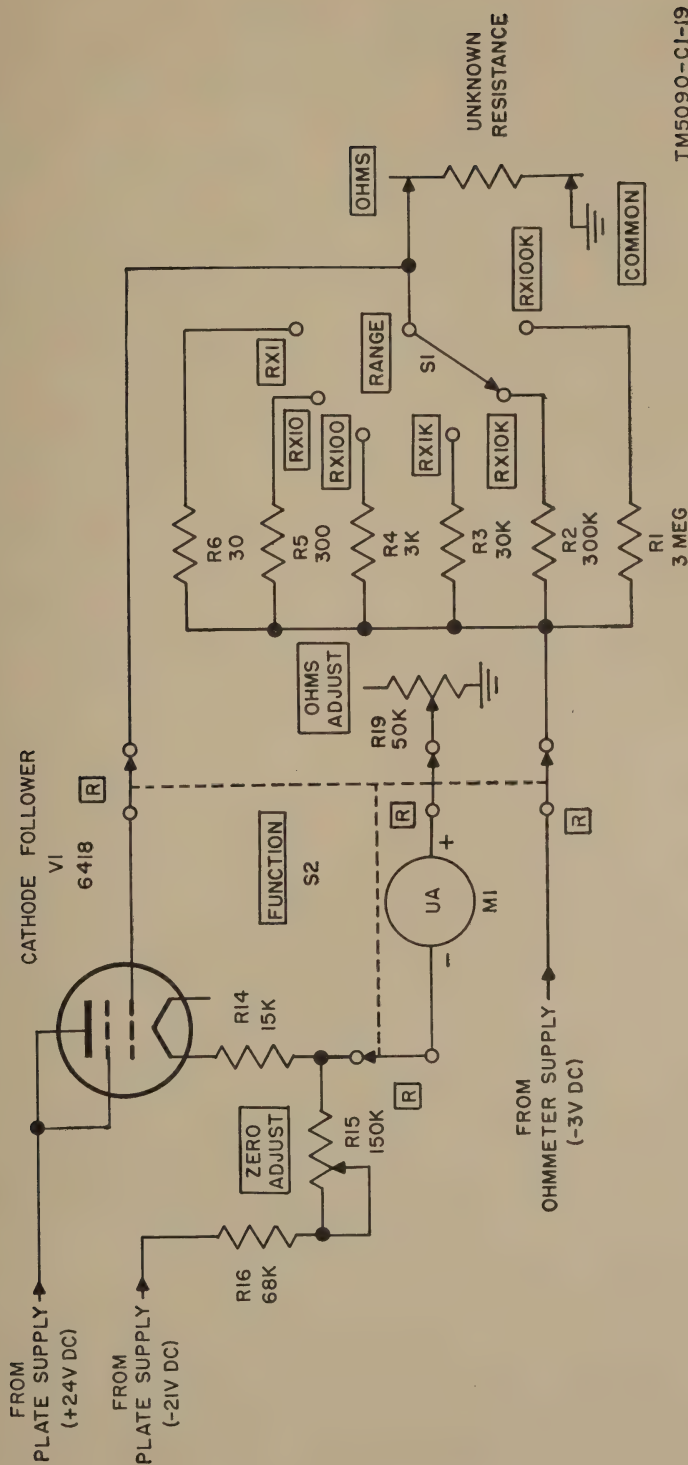 FROM
PLATE SUPPLY
(+24V DC)
FROM
PLATE SUPPLY
(-21V DC)
CATHODE FOLLOWER
V1
6418
R16
68K
ZERO
ADJUST
R15
150K
R14
15K
R
FUNCTION
S2
R
-
UA
+
M1
R
R
FROM
OHMMETER SUPPLY
(-3V DC)
OHMS
ADJUST
R19
50K
R6
30
R5
300
R4
3K
R3
30K
R2
300K
R1
3 MEG
RX1
RX10
RX100
RX1K
RX10K
RX100K
RANGE
S1
OHMS
UNKNOWN
RESISTANCE
COMMON
TM5090-C1-19